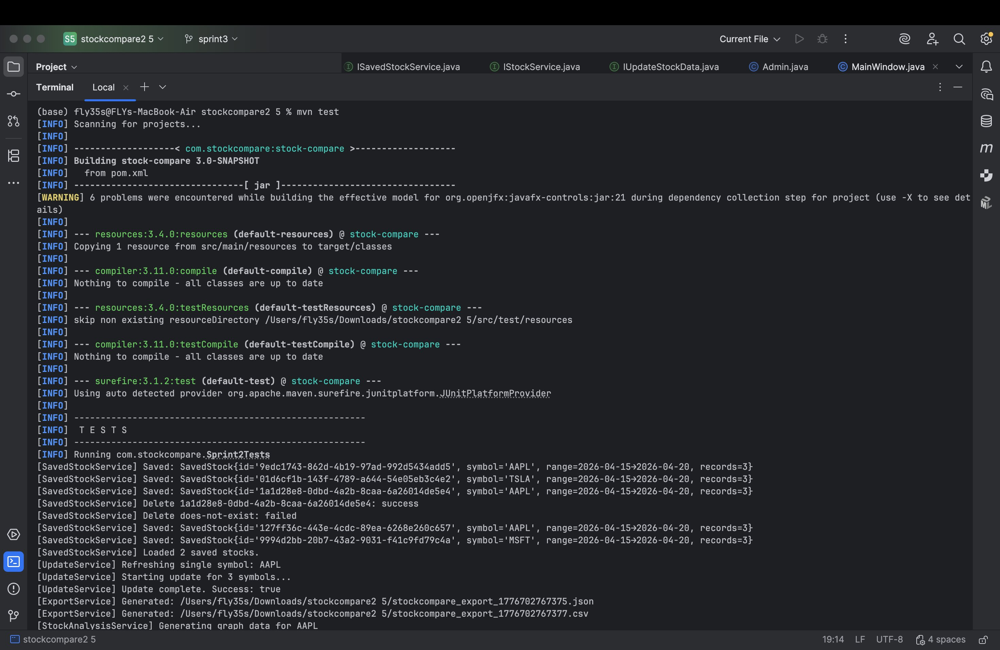 S5 stockcompare2 5 sprint3 Current File
Project ISavedStockService.java IStockService.java IUpdateStockData.java Admin.java MainWindow.java
Terminal Local
(base) fly35s@FLYs-MacBook-Air stockcompare2 5 % mvn test
[INFO] Scanning for projects...
[INFO]
[INFO] -------------------< com.stockcompare:stock-compare >-------------------
[INFO] Building stock-compare 3.0-SNAPSHOT
[INFO]   from pom.xml
[INFO] --------------------------------[ jar ]---------------------------------
[WARNING] 6 problems were encountered while building the effective model for org.openjfx:javafx-controls:jar:21 during dependency collection step for project (use -X to see det
ails)
[INFO]
[INFO] --- resources:3.4.0:resources (default-resources) @ stock-compare ---
[INFO] Copying 1 resource from src/main/resources to target/classes
[INFO]
[INFO] --- compiler:3.11.0:compile (default-compile) @ stock-compare ---
[INFO] Nothing to compile - all classes are up to date
[INFO]
[INFO] --- resources:3.4.0:testResources (default-testResources) @ stock-compare ---
[INFO] skip non existing resourceDirectory /Users/fly35s/Downloads/stockcompare2 5/src/test/resources
[INFO]
[INFO] --- compiler:3.11.0:testCompile (default-testCompile) @ stock-compare ---
[INFO] Nothing to compile - all classes are up to date
[INFO]
[INFO] --- surefire:3.1.2:test (default-test) @ stock-compare ---
[INFO] Using auto detected provider org.apache.maven.surefire.junitplatform.JUnitPlatformProvider
[INFO]
[INFO] -------------------------------------------------------
[INFO]  T E S T S
[INFO] -------------------------------------------------------
[INFO] Running com.stockcompare.Sprint2Tests
[SavedStockService] Saved: SavedStock{id='9edc1743-862d-4b19-97ad-992d5434add5', symbol='AAPL', range=2026-04-15→2026-04-20, records=3}
[SavedStockService] Saved: SavedStock{id='01d6cf1b-143f-4789-a644-54e05eb3c4e2', symbol='TSLA', range=2026-04-15→2026-04-20, records=3}
[SavedStockService] Saved: SavedStock{id='1a1d28e8-0dbd-4a2b-8caa-6a26014de5e4', symbol='AAPL', range=2026-04-15→2026-04-20, records=3}
[SavedStockService] Delete 1a1d28e8-0dbd-4a2b-8caa-6a26014de5e4: success
[SavedStockService] Delete does-not-exist: failed
[SavedStockService] Saved: SavedStock{id='127ff36c-443e-4cdc-89ea-6268e260c657', symbol='AAPL', range=2026-04-15→2026-04-20, records=3}
[SavedStockService] Saved: SavedStock{id='9994d2bb-20b7-43a2-9031-f41c9fd79c4a', symbol='MSFT', range=2026-04-15→2026-04-20, records=3}
[SavedStockService] Loaded 2 saved stocks.
[UpdateService] Refreshing single symbol: AAPL
[UpdateService] Starting update for 3 symbols...
[UpdateService] Update complete. Success: true
[ExportService] Generated: /Users/fly35s/Downloads/stockcompare2 5/stockcompare_export_1776702767375.json
[ExportService] Generated: /Users/fly35s/Downloads/stockcompare2 5/stockcompare_export_1776702767377.csv
[StockAnalysisService] Generating graph data for AAPL
stockcompare2 5 19:14 LF UTF-8 4 spaces